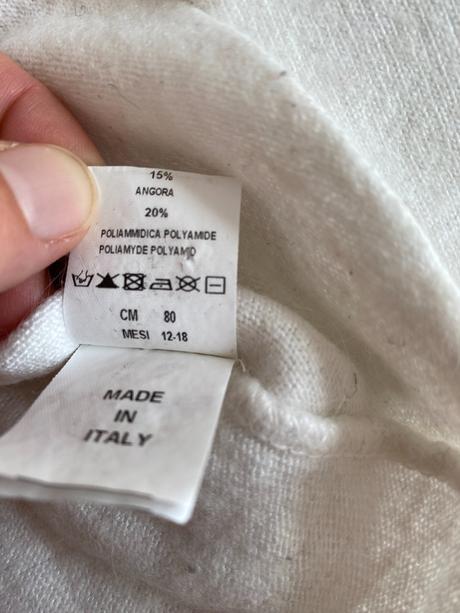 15%
ANGORA
20%
POLIAMMIDICA POLYAMIDE
POLIAMYDE POLYAMID
CM 80
MESI 12-18
MADE
IN
ITALY